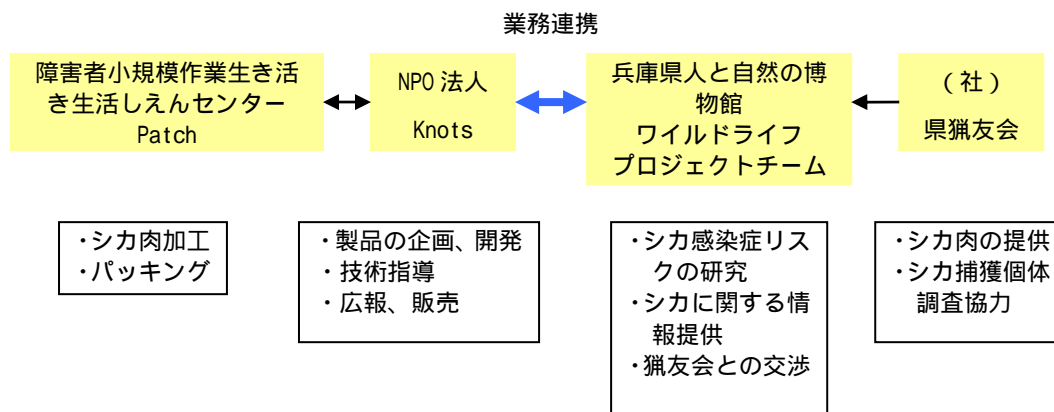 業務連携
障害者小規模作業生き活
き生活しえんセンター
Patch
NPO 法人
Knots
兵庫県人と自然の博
物館
ワイルドライフ
プロジェクトチーム
（社）
県猟友会
・シカ肉加工
・パッキング
・製品の企画、開発
・技術指導
・広報、販売
・シカ感染症リス
クの研究
・シカに関する情
報提供
・猟友会との交渉
・シカ肉の提供
・シカ捕獲個体
調査協力